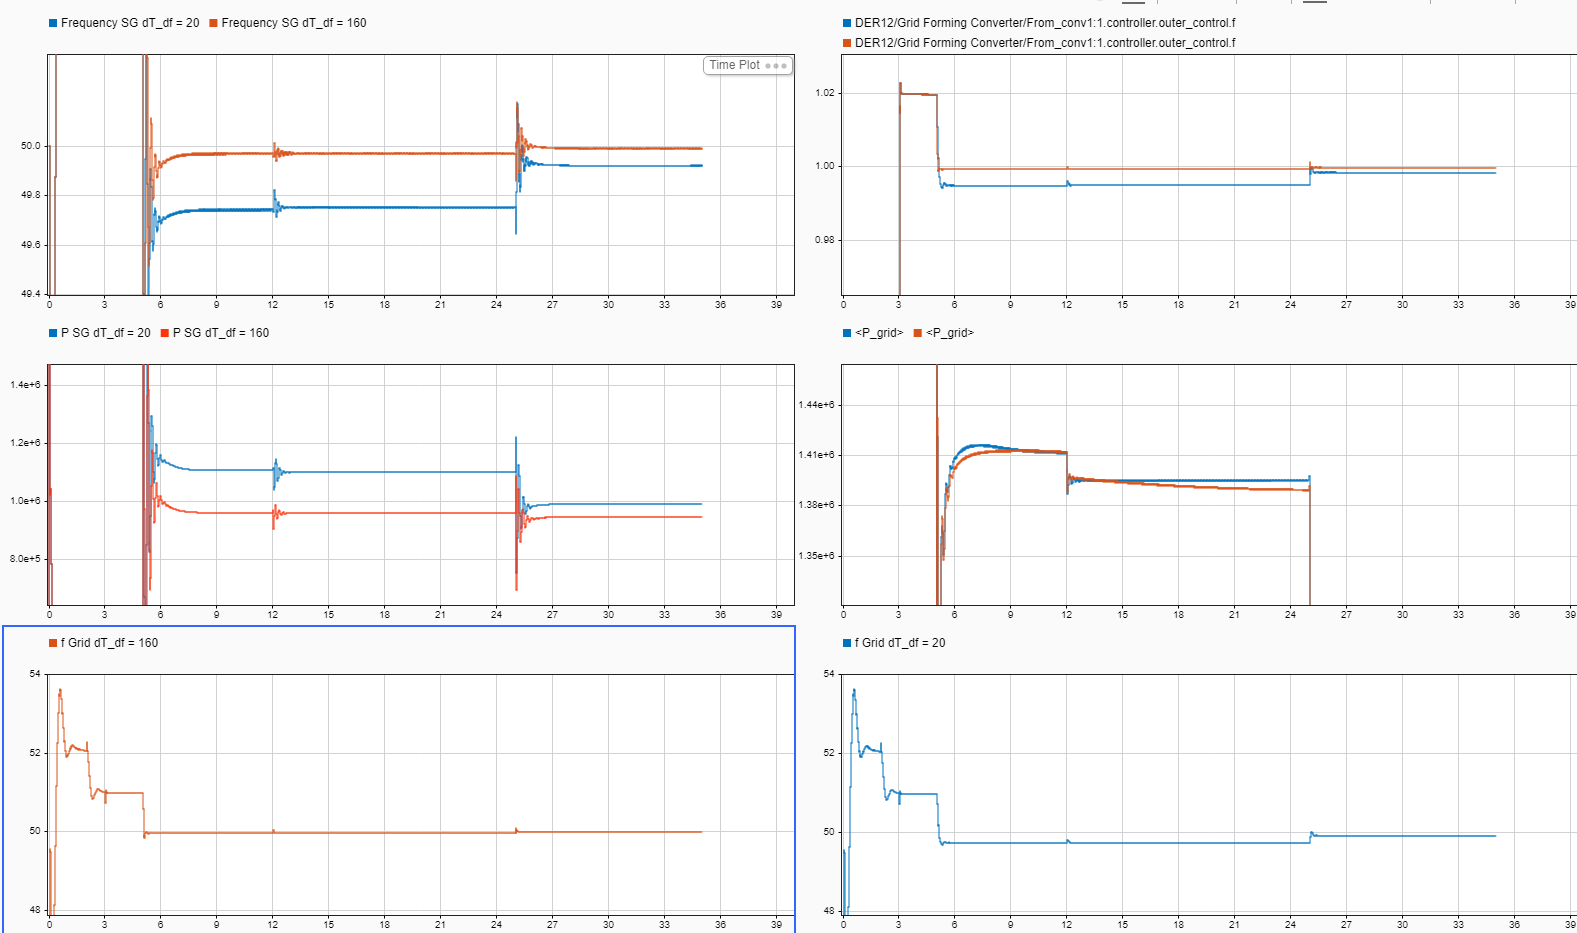 Frequency SG dT_df = 20 Frequency SG dT_df = 160
Time Plot
50.0
49.8
49.6
49.4
0 3 6 9 12 15 18 21 24 27 30 33 36 39
DER12/Grid Forming Converter/From_conv1:1.controller.outer_control.f
DER12/Grid Forming Converter/From_conv1:1.controller.outer_control.f
1.02
1.00
0.98
0 3 6 9 12 15 18 21 24 27 30 33 36 39
P SG dT_df = 20 P SG dT_df = 160
1.4e+6
1.2e+6
1.0e+6
8.0e+5
0 3 6 9 12 15 18 21 24 27 30 33 36 39
<P_grid> <P_grid>
1.44e+6
1.41e+6
1.38e+6
1.35e+6
0 3 6 9 12 15 18 21 24 27 30 33 36 39
f Grid dT_df = 160
54
52
50
48
0 3 6 9 12 15 18 21 24 27 30 33 36 39
f Grid dT_df = 20
54
52
50
48
0 3 6 9 12 15 18 21 24 27 30 33 36 39